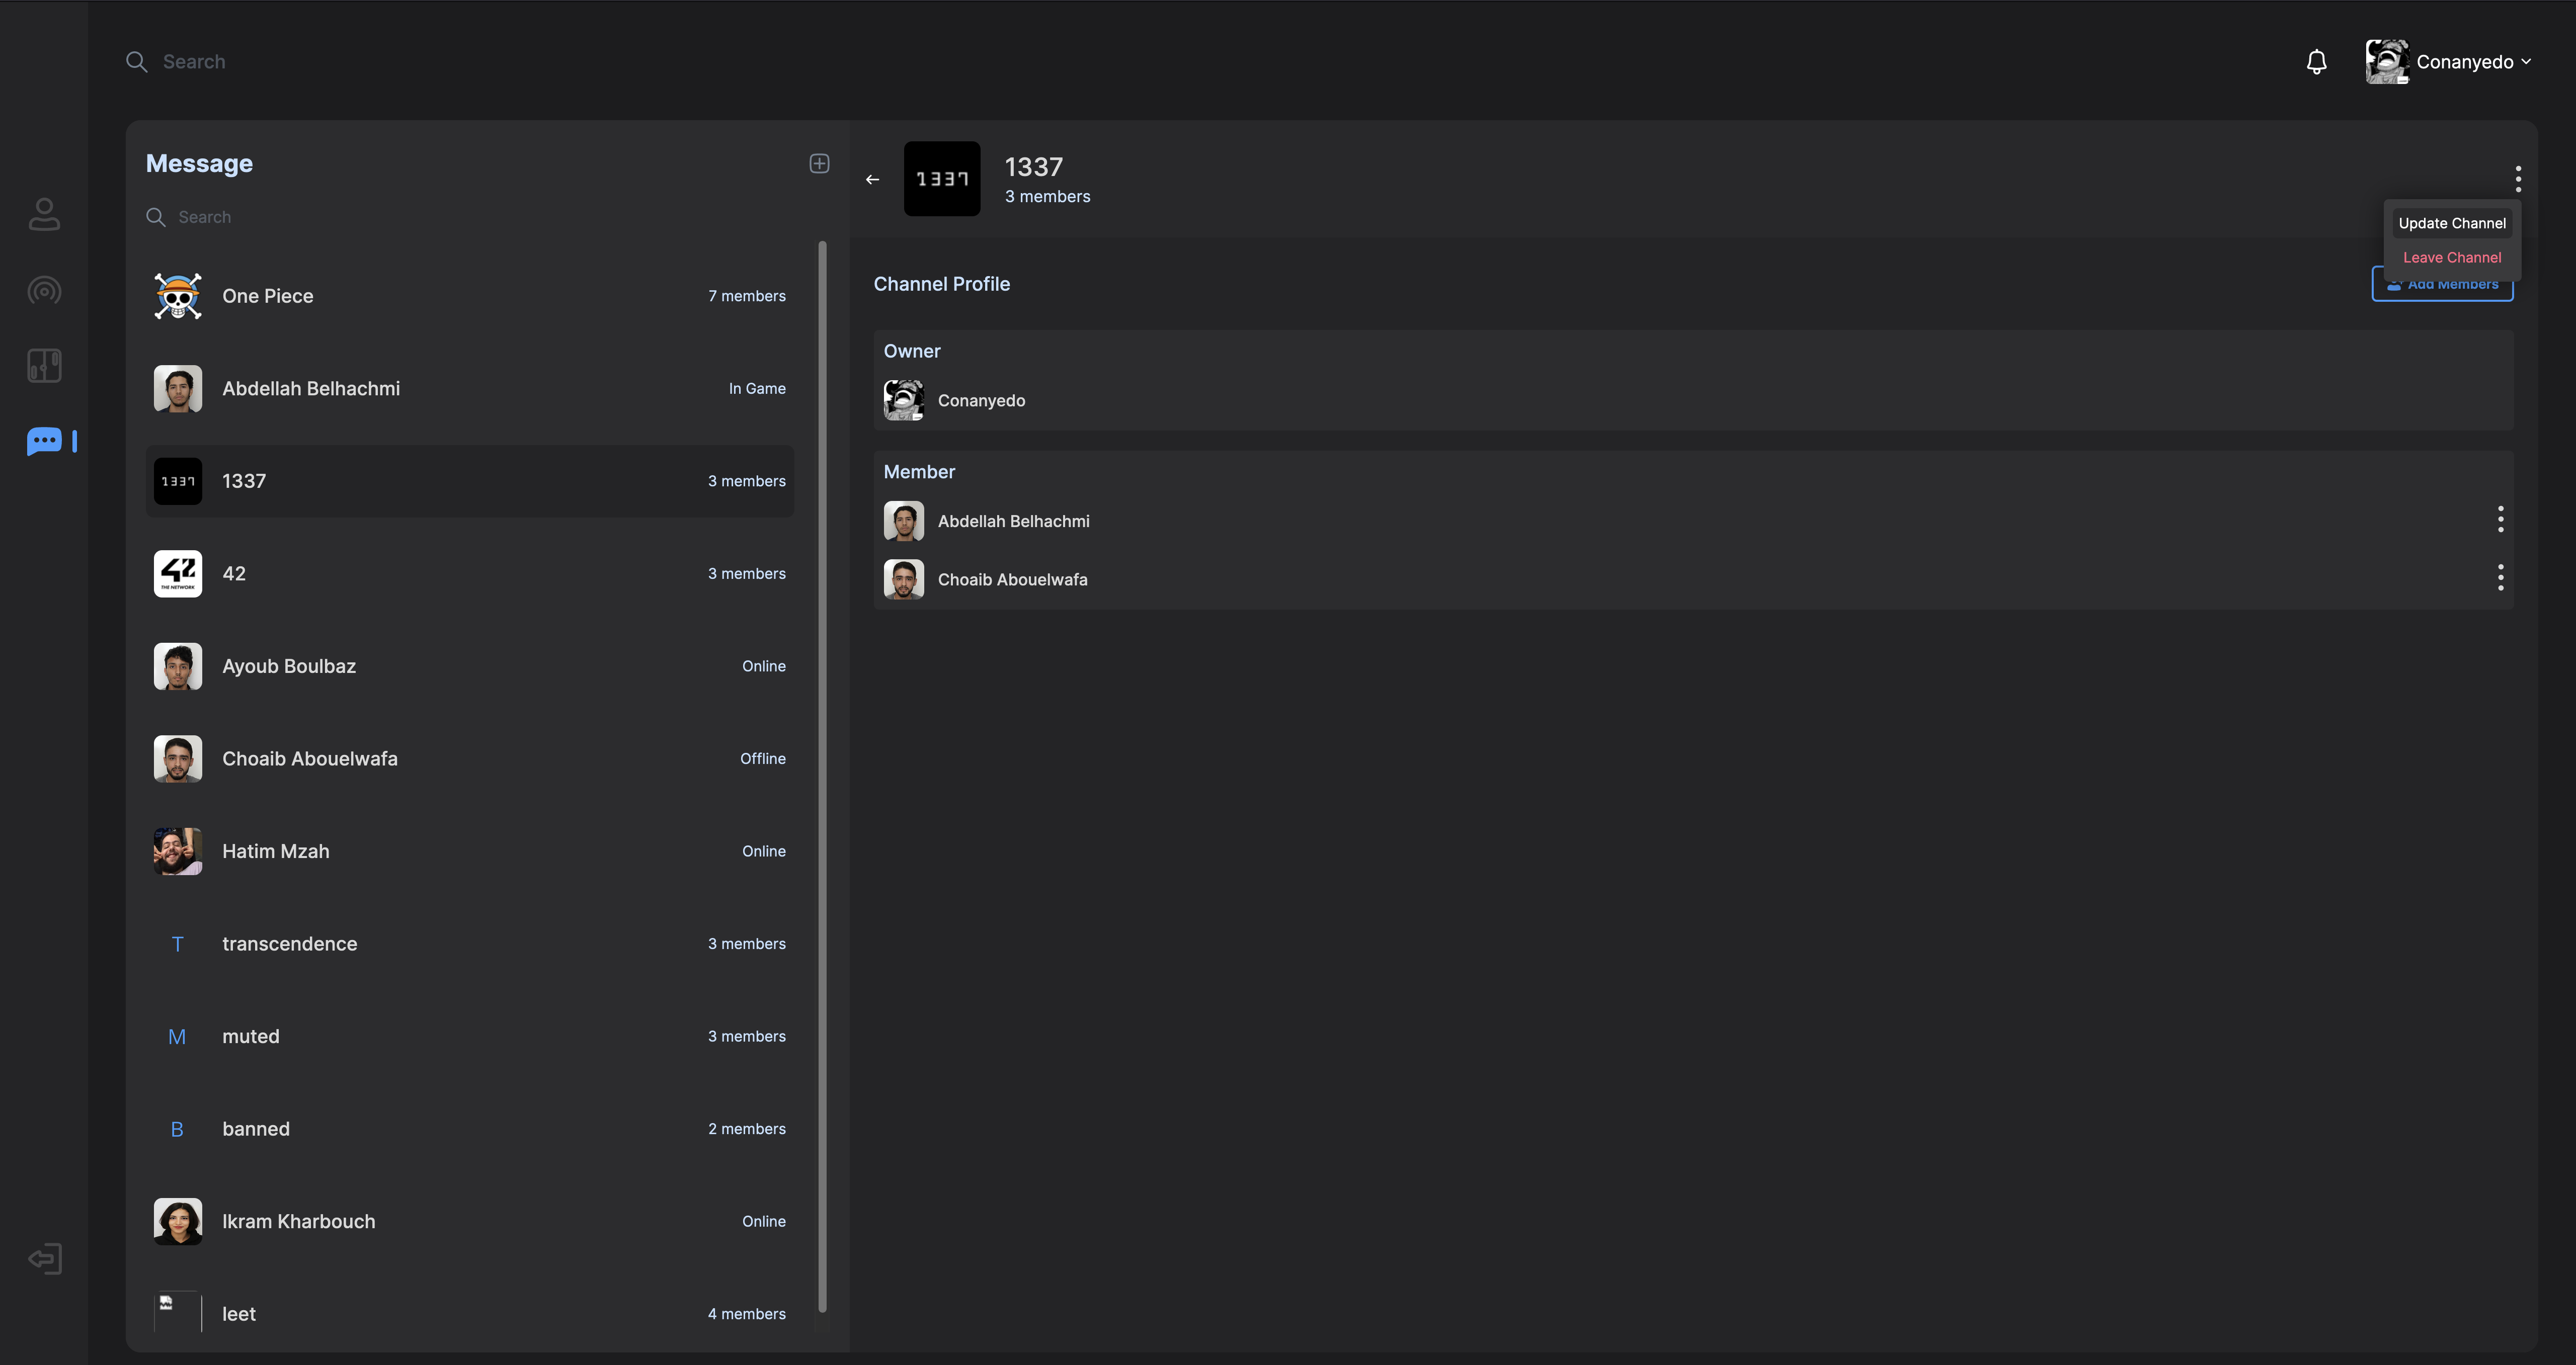 Search
Conanyedo
Message
Search
One Piece
7 members
Abdellah Belhachmi
In Game
1337
1337
3 members
42
THE NETWORK
42
3 members
Ayoub Boulbaz
Online
Choaib Abouelwafa
Offline
Hatim Mzah
Online
T
transcendence
3 members
M
muted
3 members
B
banned
2 members
Ikram Kharbouch
Online
leet
4 members
1337
1337
3 members
Update Channel
Leave Channel
Channel Profile
Add Members
Owner
Conanyedo
Member
Abdellah Belhachmi
Choaib Abouelwafa